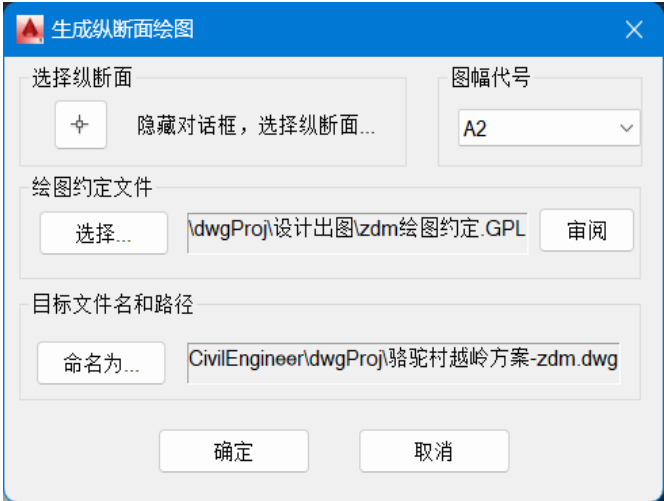 生成纵断面绘图
选择纵断面
隐藏对话框，选择纵断面...
图幅代号
A2
绘图约定文件
选择...
\dwgProj\设计出图\zdm绘图约定.GPL
审阅
目标文件名和路径
命名为...
CivilEngineer\dwgProj\骆驼村越岭方案-zdm.dwg
确定
取消